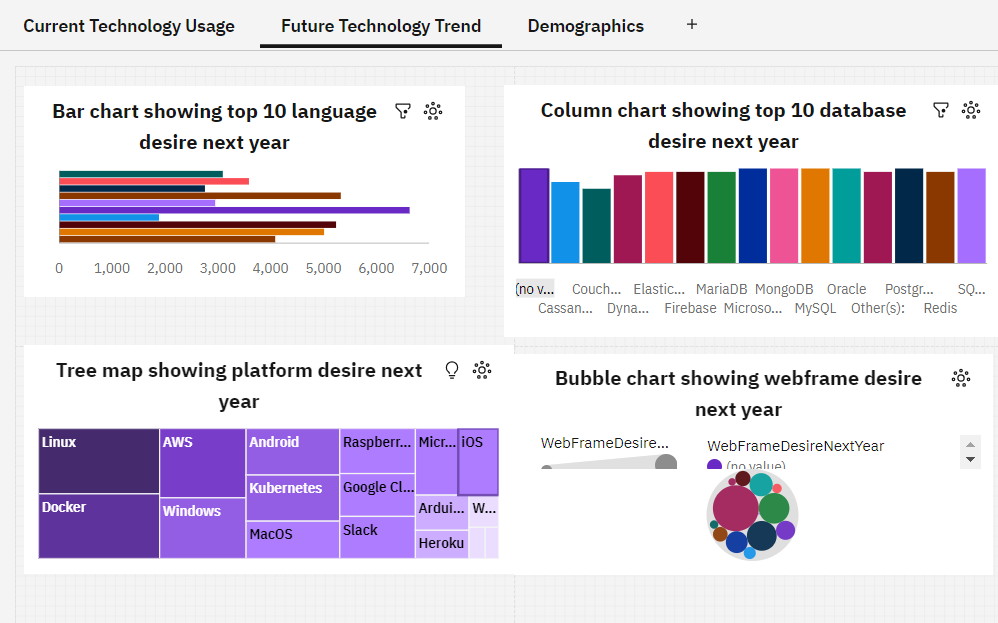 Current Technology Usage
Future Technology Trend
Demographics
+
Bar chart showing top 10 language
desire next year
0 1,000 2,000 3,000 4,000 5,000 6,000 7,000
Column chart showing top 10 database
desire next year
(no v... Couch... Elastic... MariaDB MongoDB Oracle Postgr... SQ...
Cassan... Dyna... Firebase Microso... MySQL Other(s): Redis
Tree map showing platform desire next
year
Linux
Docker
AWS
Windows
Android
Kubernetes
MacOS
Raspberr...
Google Cl...
Slack
Micr...
iOS
Ardui...
W...
Heroku
Bubble chart showing webframe desire
next year
WebFrameDesire...
WebFrameDesireNextYear
(no value)